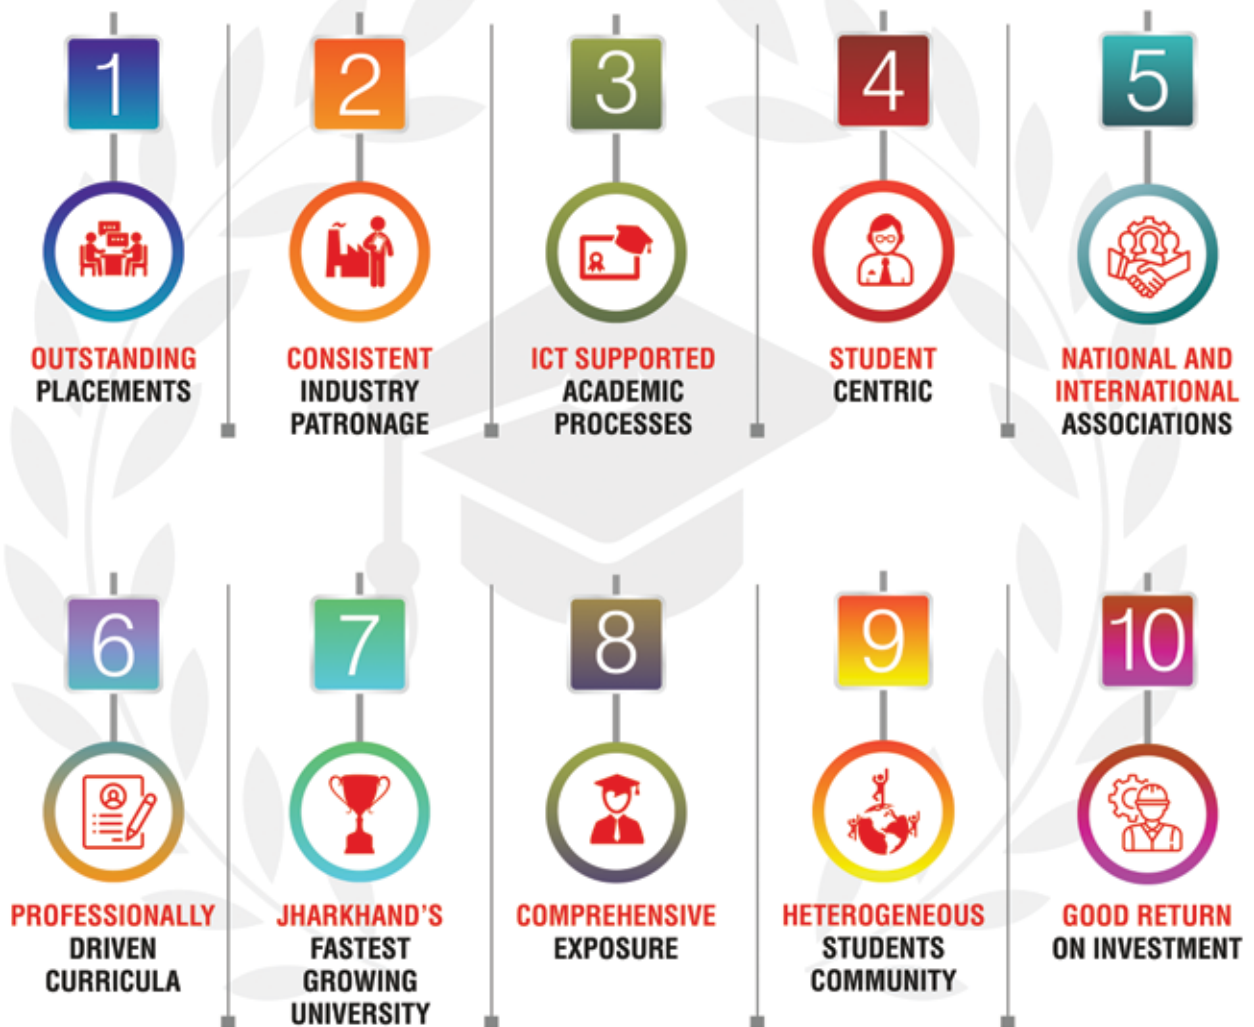 1
OUTSTANDING
PLACEMENTS
2
CONSISTENT
INDUSTRY
PATRONAGE
3
ICT SUPPORTED
ACADEMIC
PROCESSES
4
STUDENT
CENTRIC
5
NATIONAL AND
INTERNATIONAL
ASSOCIATIONS
6
PROFESSIONALLY
DRIVEN
CURRICULA
7
JHARKHAND'S
FASTEST
GROWING
UNIVERSITY
8
COMPREHENSIVE
EXPOSURE
9
HETEROGENEOUS
STUDENTS
COMMUNITY
10
GOOD RETURN
ON INVESTMENT